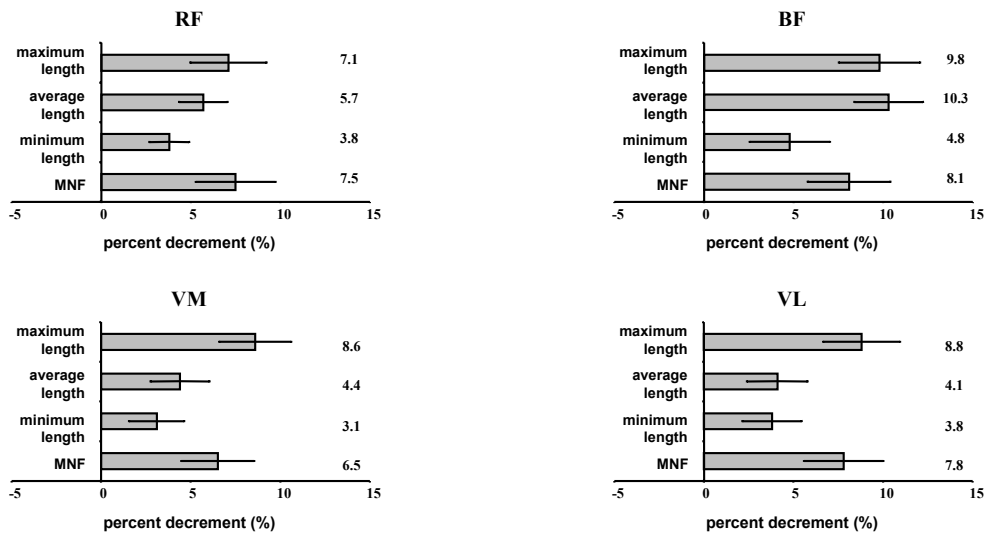 RF
maximum
length
7.1
average
length
5.7
minimum
length
3.8
MNF
7.5
-5 0 5 10 15
percent decrement (%)
BF
maximum
length
9.8
average
length
10.3
minimum
length
4.8
MNF
8.1
-5 0 5 10 15
percent decrement (%)
VM
maximum
length
8.6
average
length
4.4
minimum
length
3.1
MNF
6.5
-5 0 5 10 15
percent decrement (%)
VL
maximum
length
8.8
average
length
4.1
minimum
length
3.8
MNF
7.8
-5 0 5 10 15
percent decrement (%)